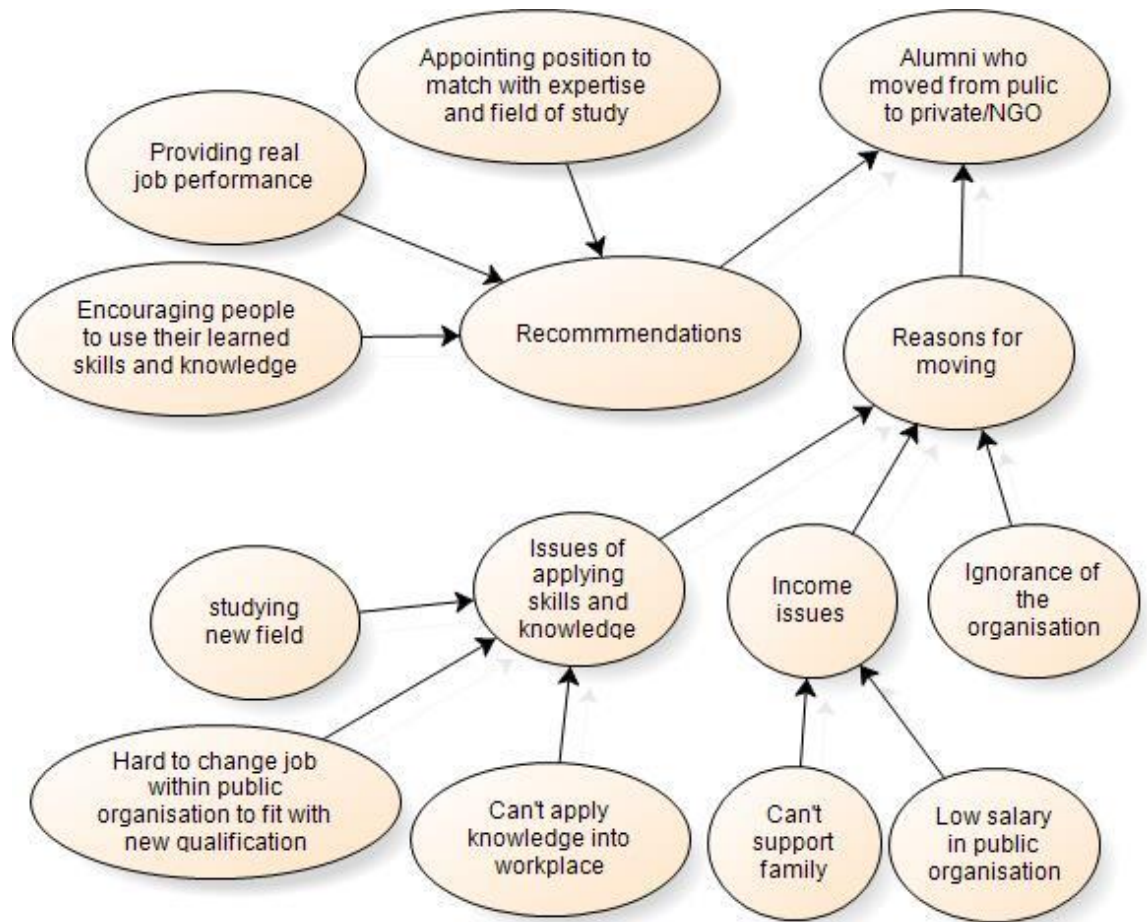 Appointing position to
match with expertise
and field of study
Alumni who
moved from pulic
to private/NGO
Providing real
job performance
Encouraging people
to use their learned
skills and knowledge
Recommmendations
Reasons for
moving
Issues of
applying
skills and
knowledge
Income
issues
Ignorance of
the
organisation
studying
new field
Hard to change job
within public
organisation to fit with
new qualification
Can't apply
knowledge into
workplace
Can't
support
family
Low salary
in public
organisation